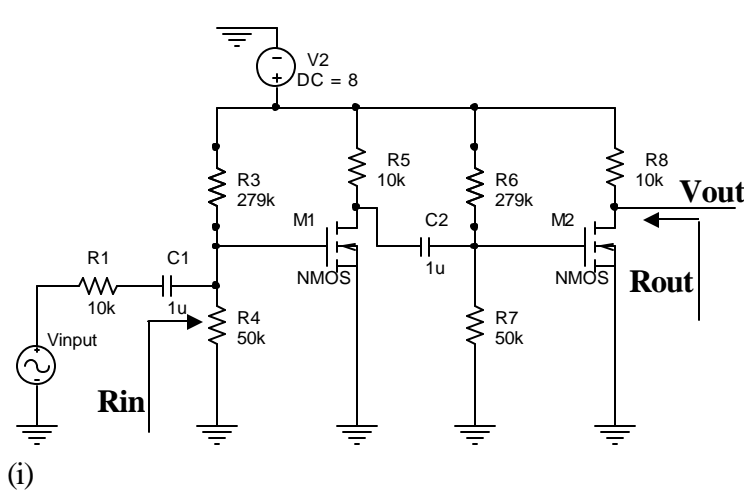 V2
DC = 8
R3
279k
R5
10k
R6
279k
R8
10k
Vout
M1
C2
M2
R1
C1
NMOS
1u
NMOS
Rout
10k
1u
R4
50k
R7
50k
Vinput
Rin
(i)